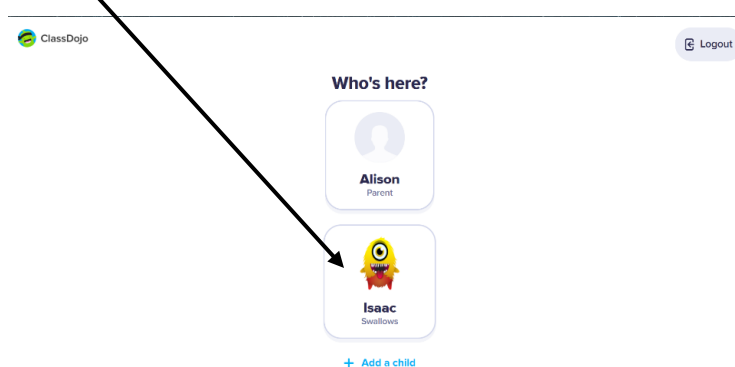 ClassDojo
Logout
Who's here?
Alison
Parent
Isaac
Swallows
+ Add a child